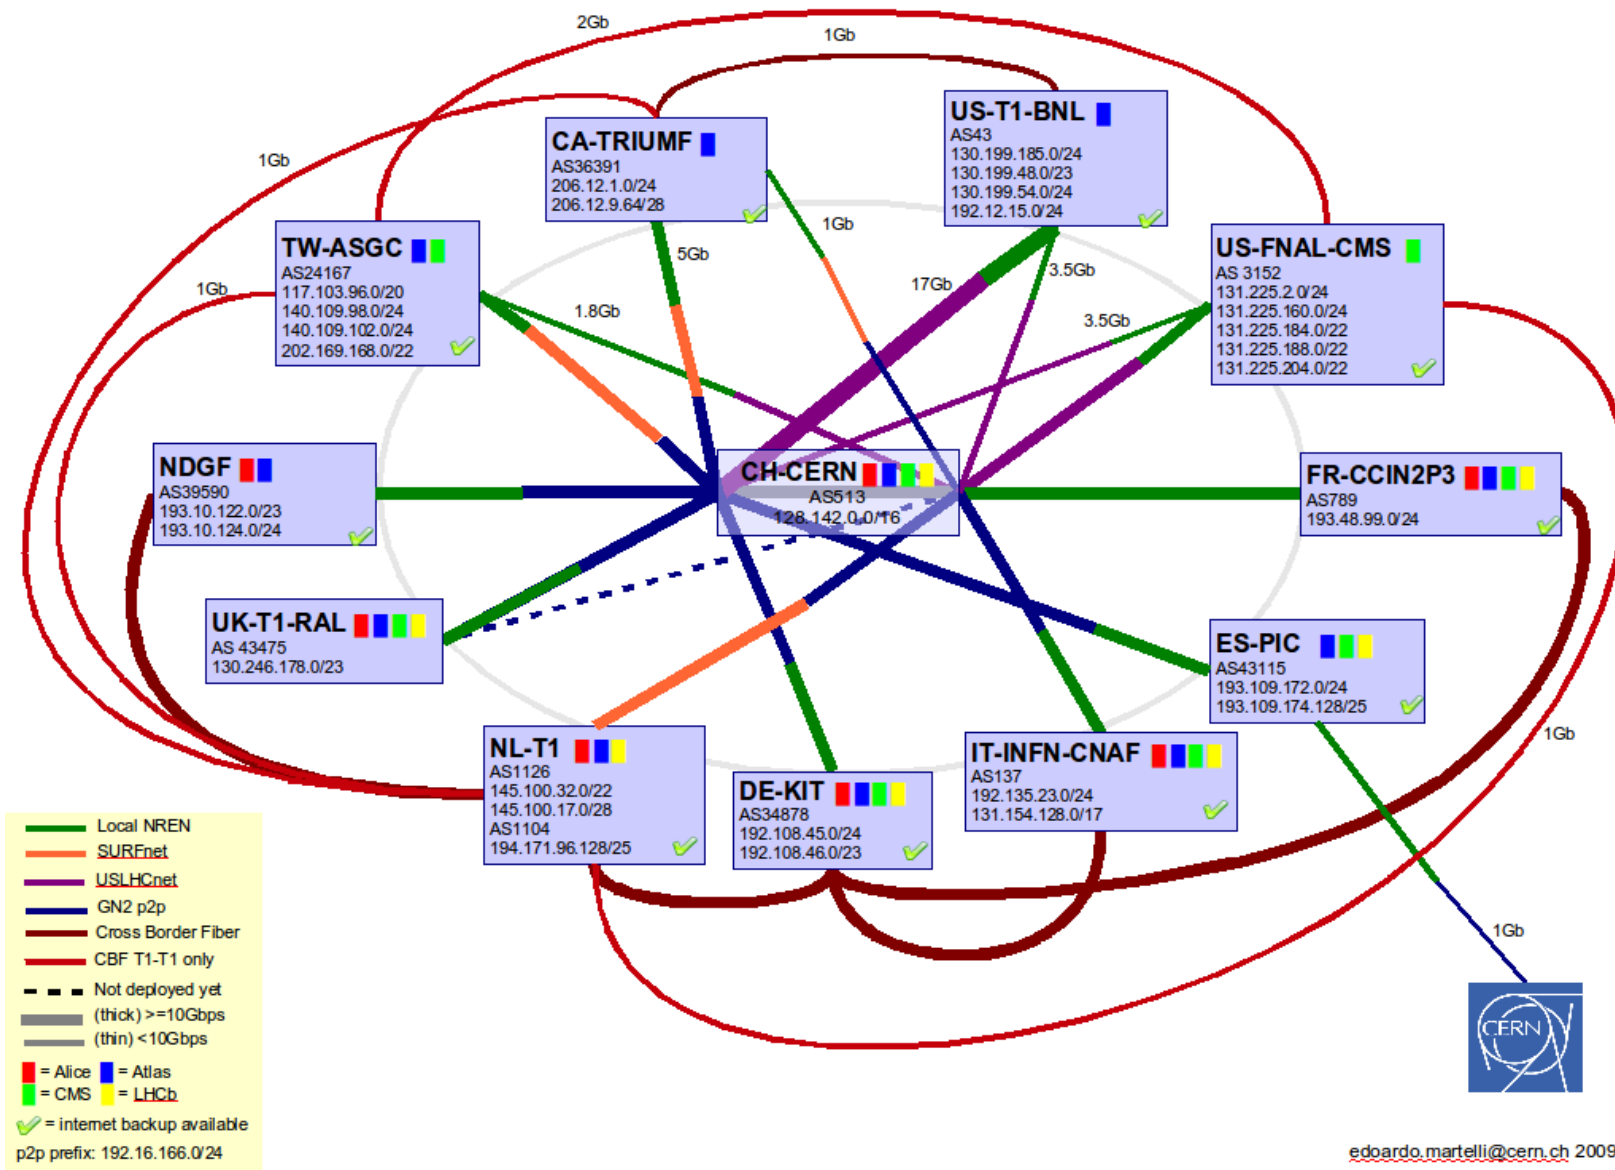 2Gb
1Gb
1Gb
US-T1-BNL
AS43
130.199.185.0/24
130.199.48.0/23
130.199.54.0/24
192.12.15.0/24
CA-TRIUMF
AS36391
206.12.1.0/24
206.12.9.64/28
1Gb
5Gb
17Gb
3.5Gb
TW-ASGC
AS24167
117.103.96.0/20
140.109.98.0/24
140.109.102.0/24
202.169.168.0/22
US-FNAL-CMS
AS 3152
131.225.2.0/24
131.225.160.0/24
131.225.184.0/22
131.225.188.0/22
131.225.204.0/22
1Gb
1.8Gb
3.5Gb
NDGF
AS39590
193.10.122.0/23
193.10.124.0/24
CH-CERN
AS513
128.142.0.0/16
FR-CCIN2P3
AS789
193.48.99.0/24
UK-T1-RAL
AS 43475
130.246.178.0/23
ES-PIC
AS43115
193.109.172.0/24
193.109.174.128/25
NL-T1
AS1126
145.100.32.0/22
145.100.17.0/28
AS1104
194.171.96.128/25
DE-KIT
AS34878
192.108.45.0/24
192.108.46.0/23
IT-INFN-CNAF
AS137
192.135.23.0/24
131.154.128.0/17
1Gb
1Gb
Local NREN
SURFnet
USLHCnet
GN2 p2p
Cross Border Fiber
CBF T1-T1 only
Not deployed yet
(thick) >=10Gbps
(thin) <10Gbps
= Alice = Atlas
= CMS = LHCb
= internet backup available
p2p prefix: 192.16.166.0/24
CERN
edoardo.martelli@cern.ch 2009